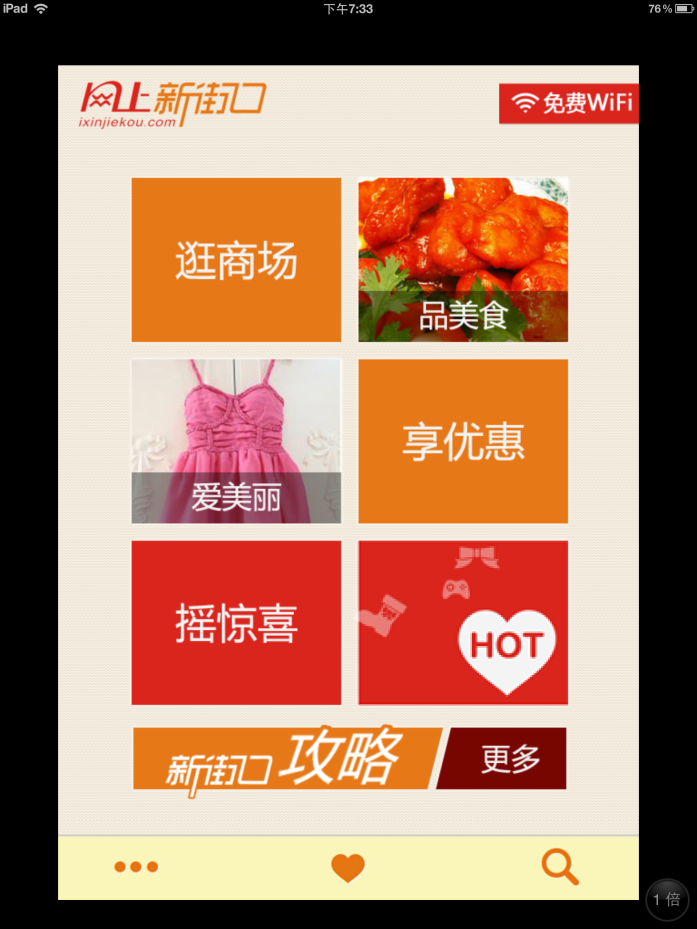 iPad
下午7:33
76%
网上新街口
ixinjiekou.com
免费WiFi
逛商场
品美食
爱美丽
享优惠
摇惊喜
HOT
新街口攻略
更多
1倍